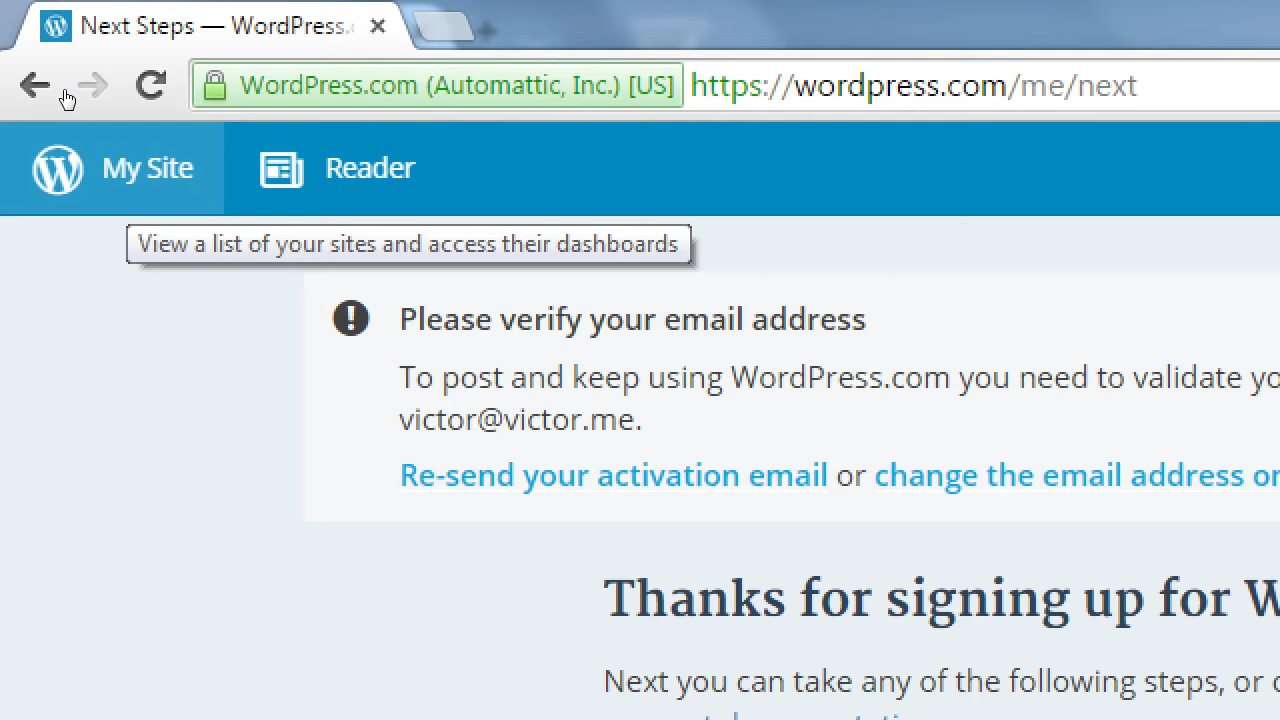 Next Steps — WordPress.
WordPress.com (Automattic, Inc.) [US] https://wordpress.com/me/next
My Site Reader
View a list of your sites and access their dashboards
Please verify your email address
To post and keep using WordPress.com you need to validate yo
victor@victor.me.
Re-send your activation email or change the email address or
Thanks for signing up for W
Next you can take any of the following steps, or